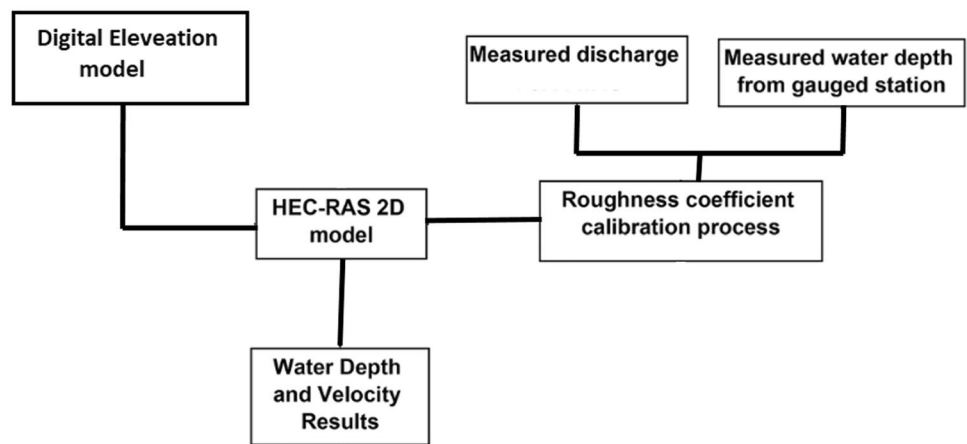 Digital Eleveation
model
Measured discharge
Measured water depth
from gauged station
HEC-RAS 2D
model
Roughness coefficient
calibration process
Water Depth
and Velocity
Results